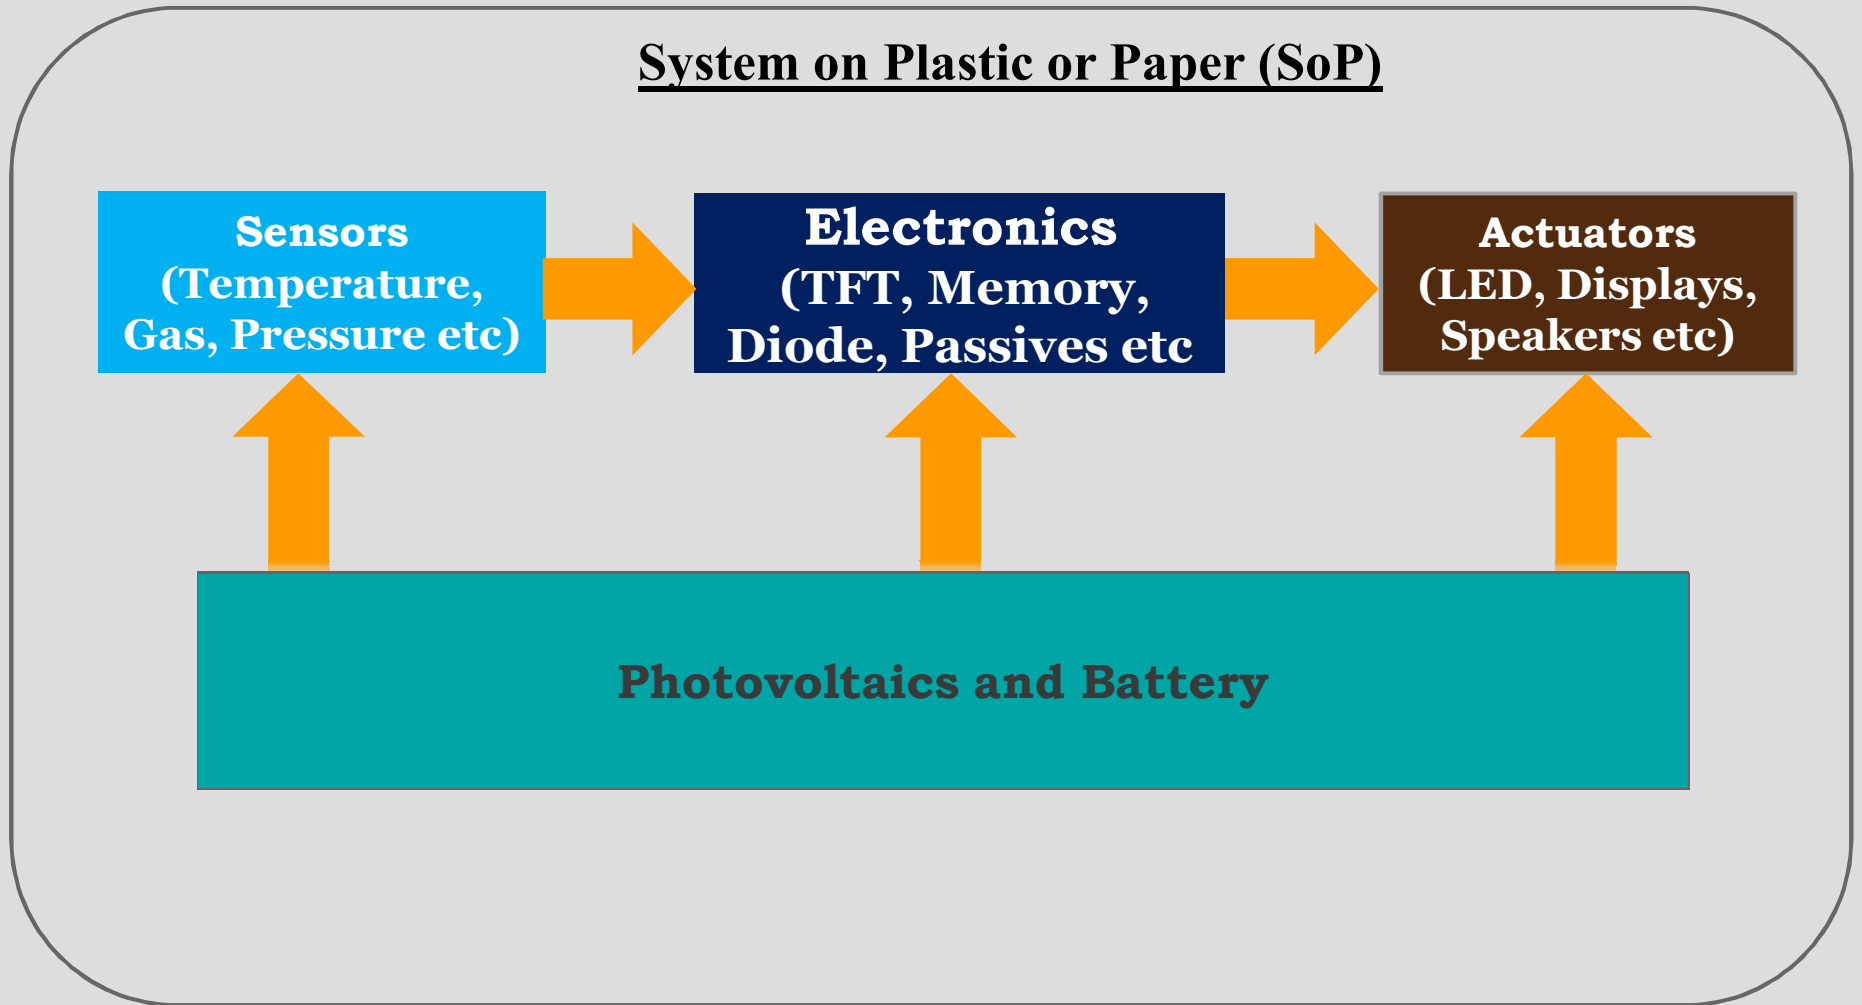 System on Plastic or Paper (SoP)
Sensors
(Temperature,
Gas, Pressure etc)
Electronics
(TFT, Memory,
Diode, Passives etc
Actuators
(LED, Displays,
Speakers etc)
Photovoltaics and Battery